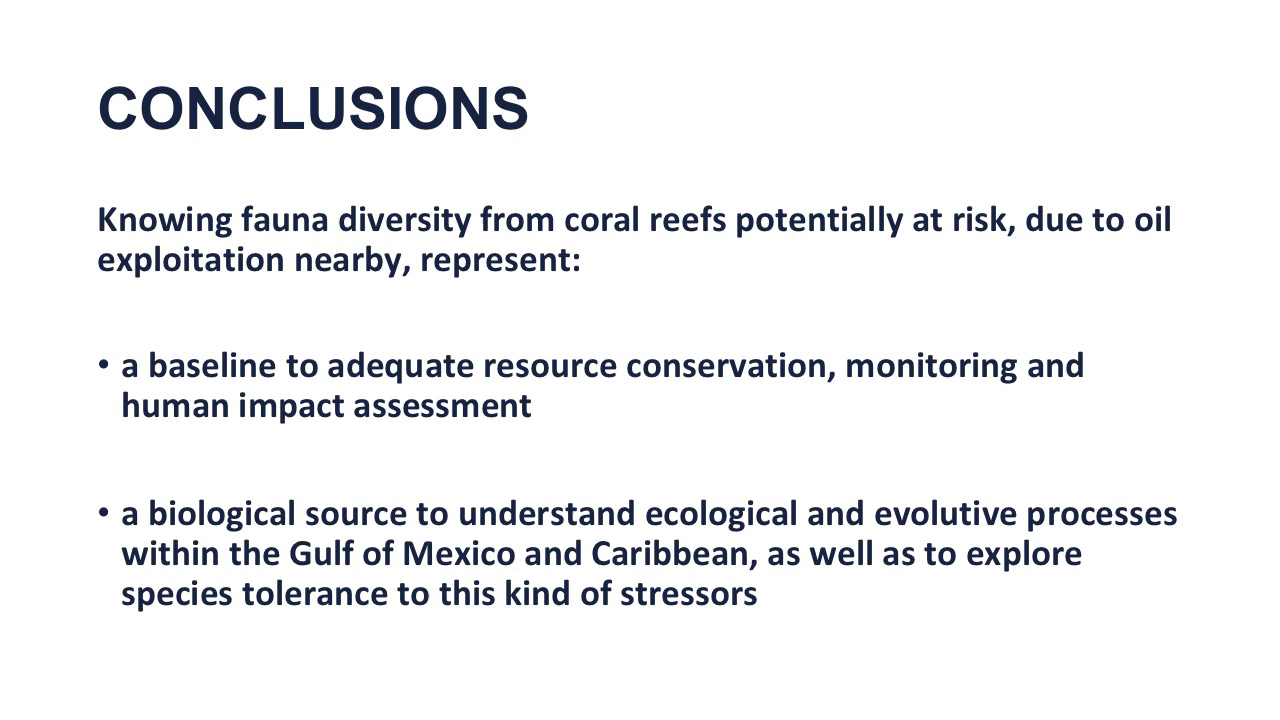 CONCLUSIONS
Knowing fauna diversity from coral reefs potentially at risk, due to oil
exploitation nearby, represent:
• a baseline to adequate resource conservation, monitoring and
human impact assessment
• a biological source to understand ecological and evolutive processes
within the Gulf of Mexico and Caribbean, as well as to explore
species tolerance to this kind of stressors